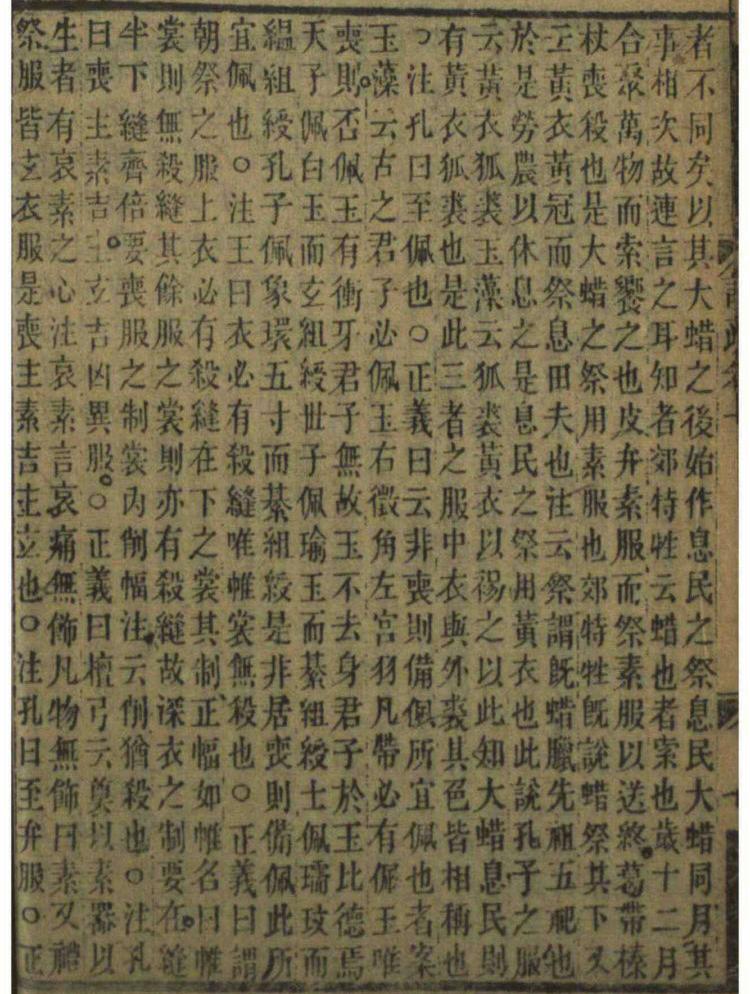 者不同矣以其大蜡之後始作息民之祭息民大蜡同月其
事相次故連言之耳知者郊特牲云蜡也者索也歲十二月
合聚萬物而索饗之也皮弁素服而祭素服以送終葛帶榛
杖喪殺也是大蜡之祭用素服也郊特牲既說蜡祭其下又
云黃衣黃冠而祭息田夫也注云祭謂既蜡臘先祖五祀也
於是勞農以休息之是息民之祭用黃衣也此說孔子之服
云黃衣狐裘玉藻云狐裘黃衣以裼之以此知大蜡息民則
有黃衣狐裘也是此三者之服中衣與外裘其色皆相稱也
○注孔曰至佩也○正義曰云非喪則備佩所宜佩也者案
玉藻云古之君子必佩玉右徵角左宮羽凡帶必有佩玉唯
喪則否佩玉有衝牙君子無故玉不去身君子於玉比德焉
天子佩白玉而玄組綬世子佩瑜玉而綦組綬士佩瓀玟而
縕組綬孔子佩象環五寸而綦組綬是非居喪則備佩此所
宜佩也○注王曰衣必有殺縫唯帷裳無殺也○正義曰謂
朝祭之服上衣必有殺縫在下之裳其制正幅如帷名曰帷
裳則無殺縫其餘服之裳則亦有殺縫故深衣之制要在縫
半下縫齊倍要喪服之制裳內削幅注云削猶殺也○注孔
曰喪主素吉主玄吉凶異服○正義曰檀弓云奠以素器以
生者有哀素之心注哀素言哀痛無飾凡物無飾曰素又禮
祭服皆玄衣服是喪主素吉主玄也○注孔曰至弁服○正